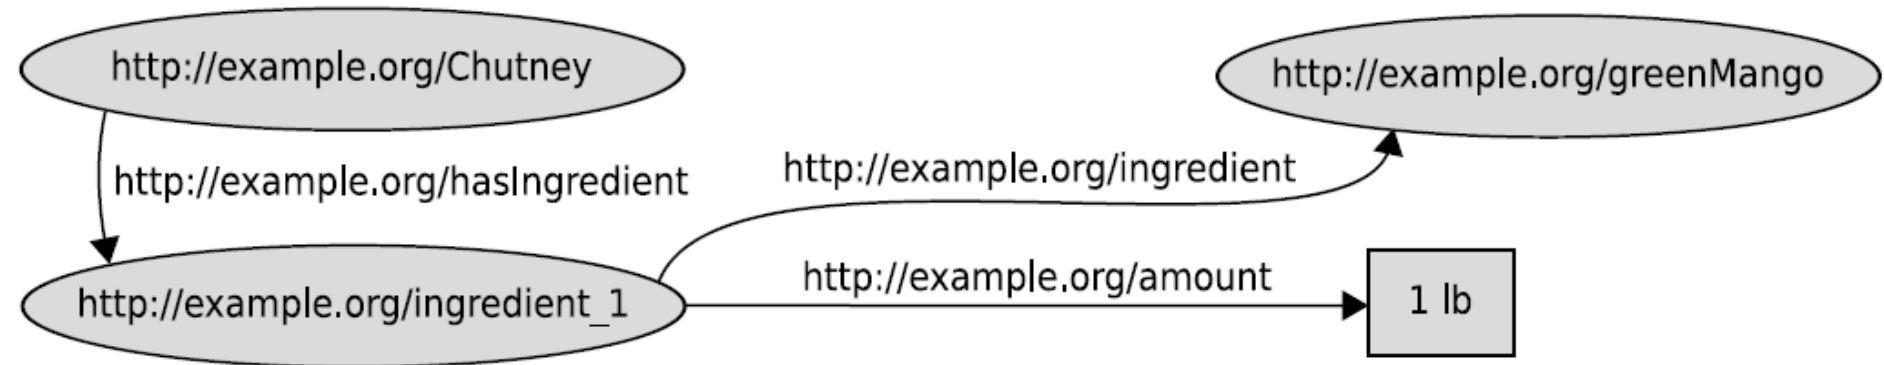 http://example.org/Chutney
http://example.org/greenMango
http://example.org/hasIngredient
http://example.org/ingredient
http://example.org/ingredient_1
http://example.org/amount
1 lb